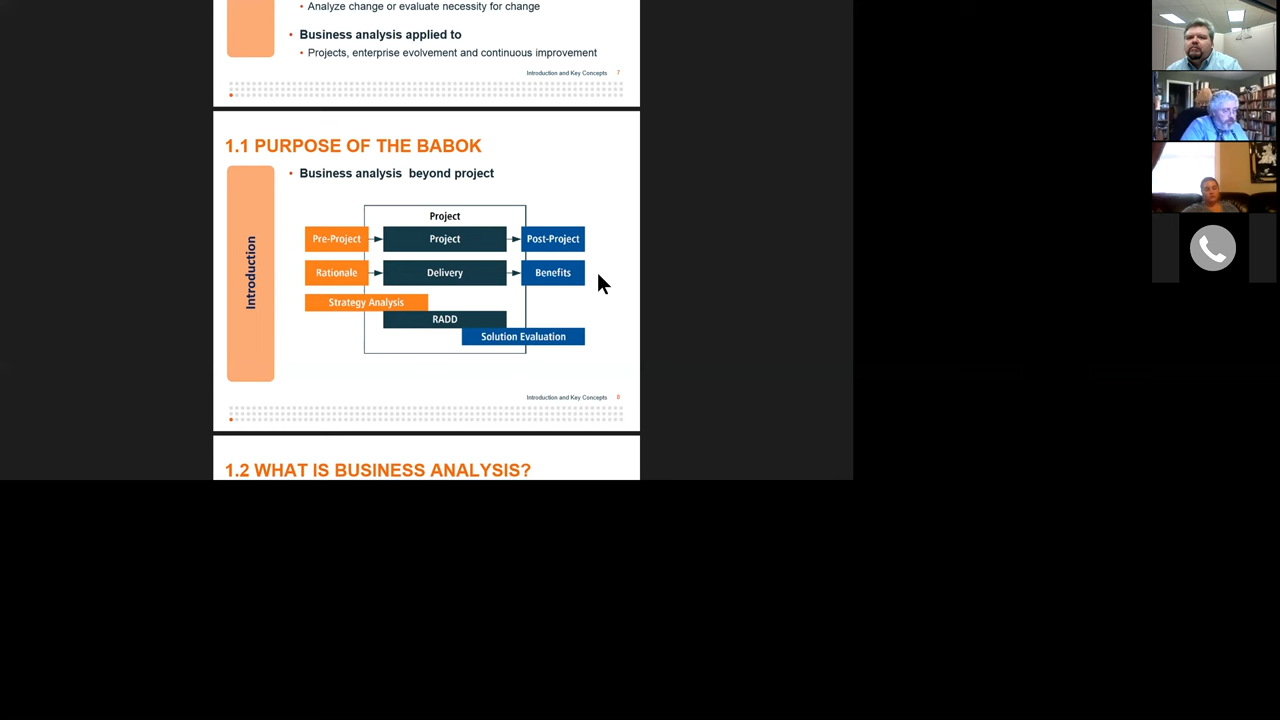 • Analyze change or evaluate necessity for change
• Business analysis applied to
• Projects, enterprise evolvement and continuous improvement
Introduction and Key Concepts 7
1.1 PURPOSE OF THE BABOK
Introduction
• Business analysis beyond project
Project
Pre-Project
Project
Post-Project
Rationale
Delivery
Benefits
Strategy Analysis
RADD
Solution Evaluation
Introduction and Key Concepts 8
1.2 WHAT IS BUSINESS ANALYSIS?